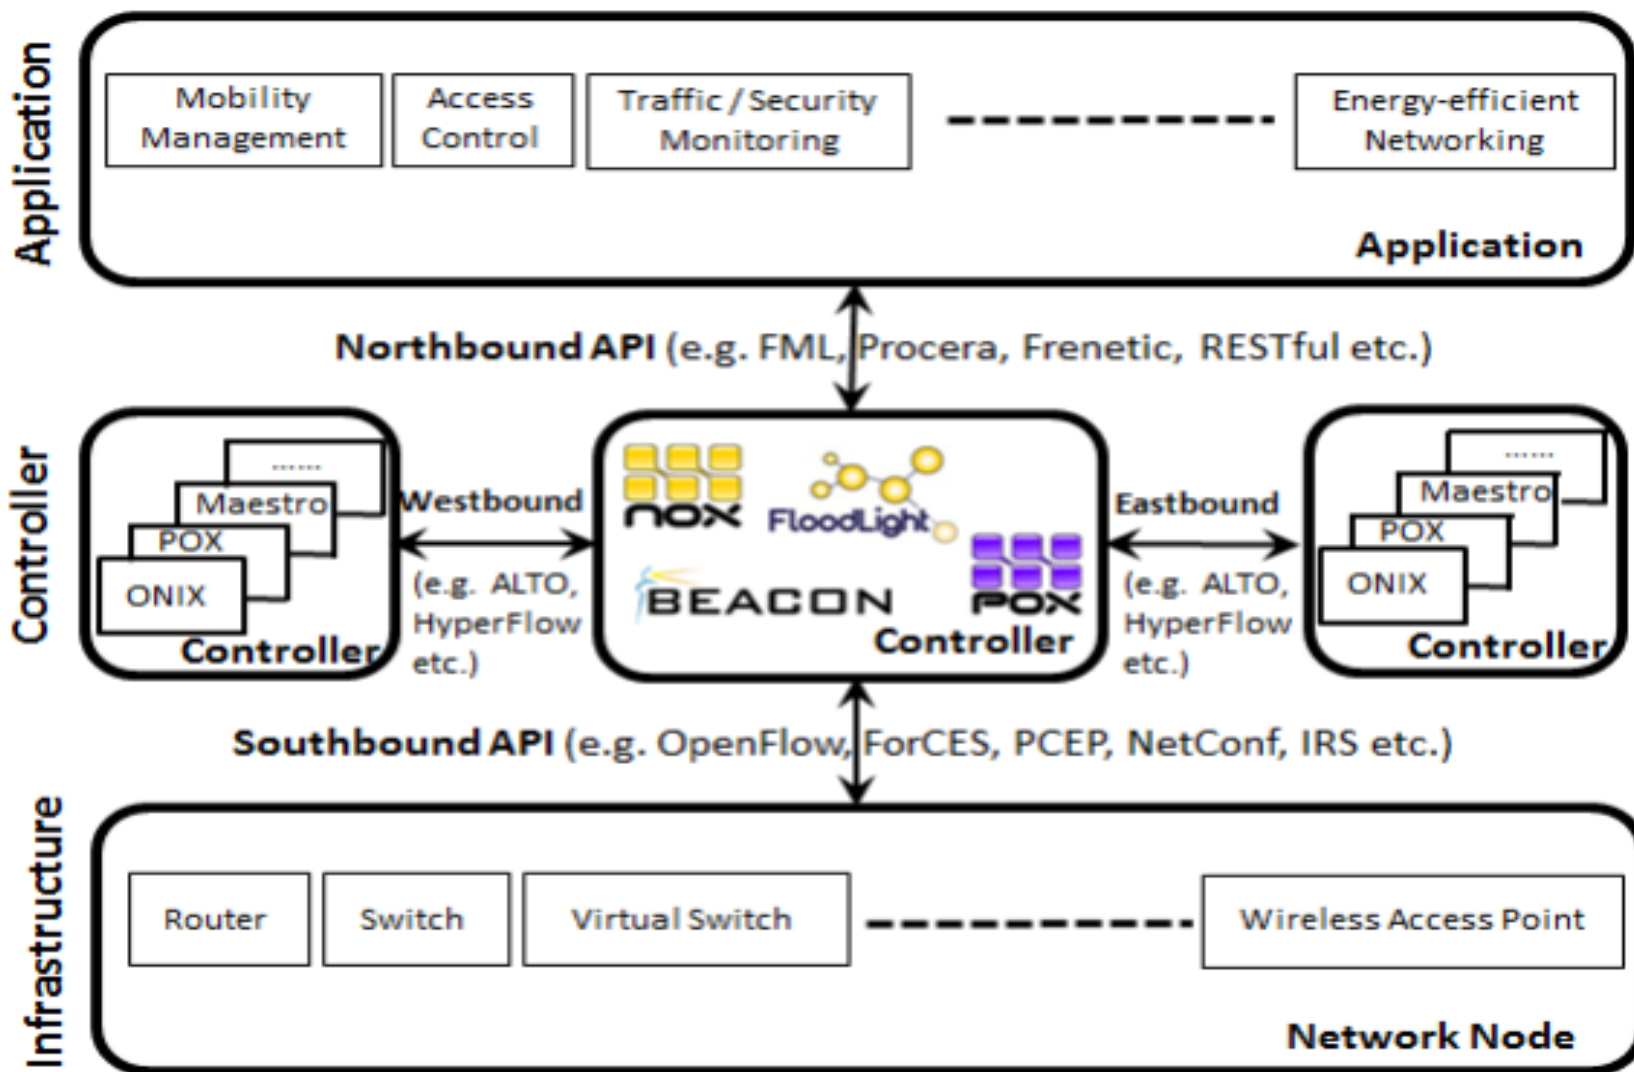 Application
Mobility
Management
Access
Control
Traffic / Security
Monitoring
Energy-efficient
Networking
Application
Northbound API (e.g. FML, Procera, Frenetic, RESTful etc.)
Controller
......
Maestro
POX
ONIX
Controller
Westbound
(e.g. ALTO,
HyperFlow
etc.)
nox
FloodLight
BEACON
POX
Controller
Eastbound
(e.g. ALTO,
HyperFlow
etc.)
......
Maestro
POX
ONIX
Controller
Southbound API (e.g. OpenFlow, ForCES, PCEP, NetConf, IRS etc.)
Infrastructure
Router
Switch
Virtual Switch
Wireless Access Point
Network Node